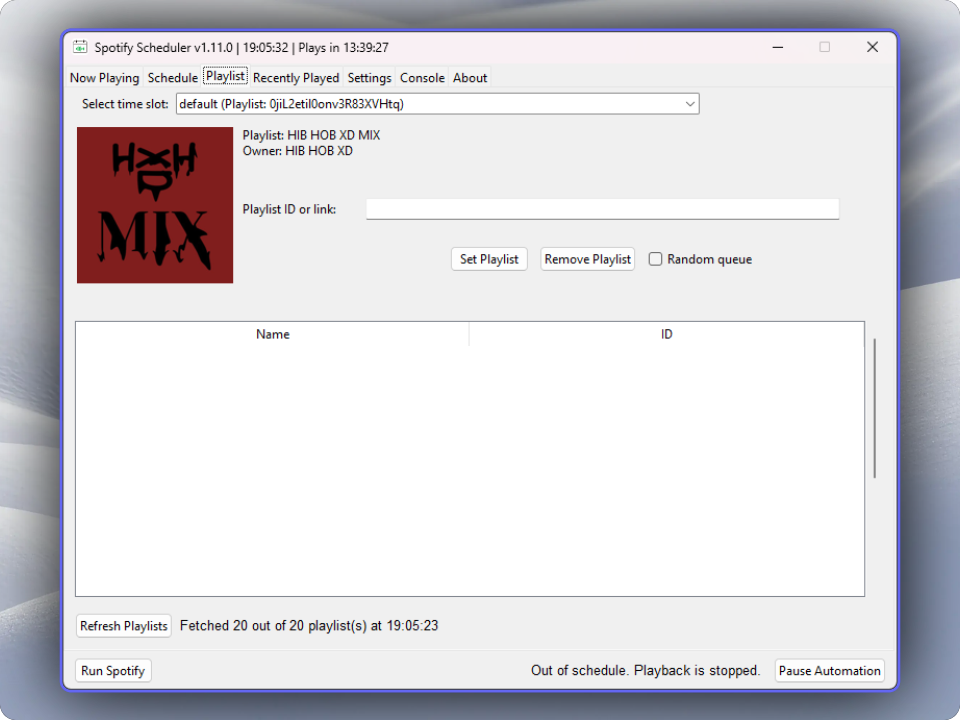 Spotify Scheduler v1.11.0 | 19:05:32 | Plays in 13:39:27
Now Playing Schedule Playlist Recently Played Settings Console About
Select time slot: default (Playlist: 0jiL2etiI0onv3R83XVHtq)
HXH
D
MIX
Playlist: HIB HOB XD MIX
Owner: HIB HOB XD
Playlist ID or link:
Set Playlist Remove Playlist Random queue
Name ID
Refresh Playlists Fetched 20 out of 20 playlist(s) at 19:05:23
Run Spotify Out of schedule. Playback is stopped. Pause Automation